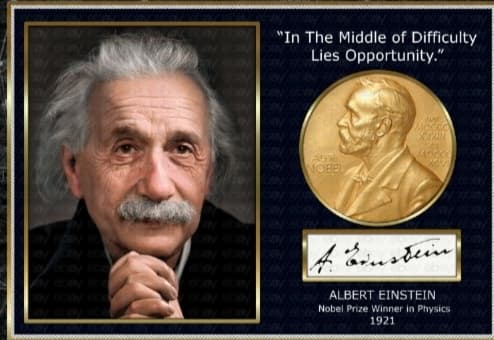 “In The Middle of Difficulty
Lies Opportunity.”
A. Einstein
ALBERT EINSTEIN
Nobel Prize Winner in Physics
1921